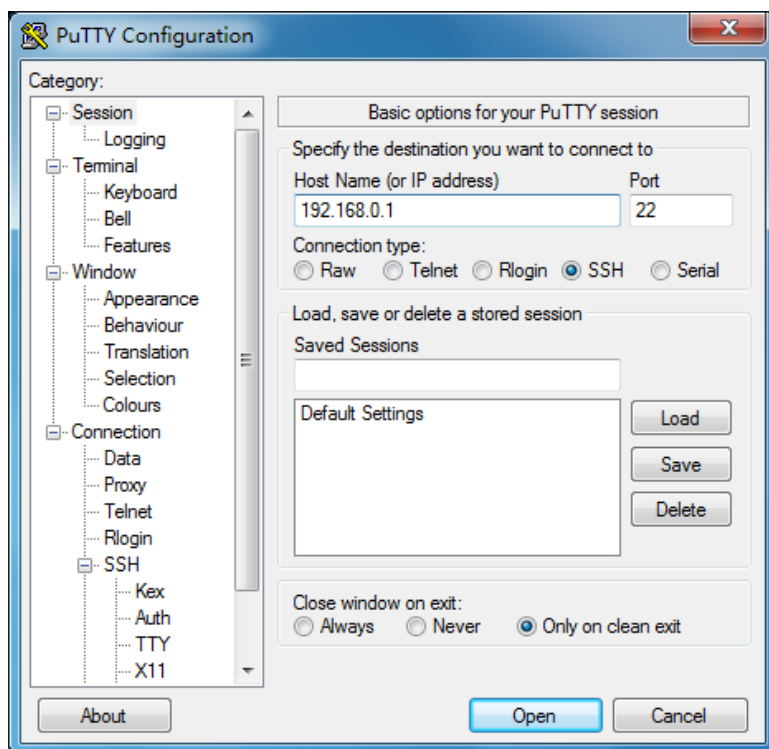 PuTTY Configuration
Category:
Session
Logging
Terminal
Keyboard
Bell
Features
Window
Appearance
Behaviour
Translation
Selection
Colours
Connection
Data
Proxy
Telnet
Rlogin
SSH
Kex
Auth
TTY
X11
Basic options for your PuTTY session
Specify the destination you want to connect to
Host Name (or IP address) Port
192.168.0.1 22
Connection type:
Raw Telnet Rlogin SSH Serial
Load, save or delete a stored session
Saved Sessions
Default Settings
Load
Save
Delete
Close window on exit:
Always Never Only on clean exit
About Open Cancel